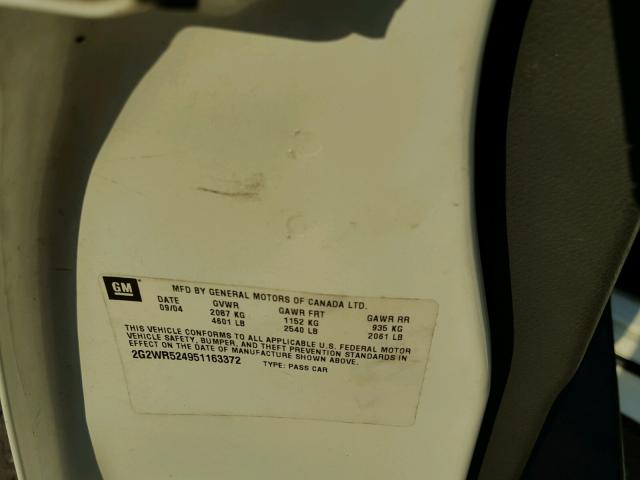 GM
MFD BY GENERAL MOTORS OF CANADA LTD.
DATE GVWR GAWR FRT GAWR RR
09/04 2087 KG 1152 KG 935 KG
4601 LB 2540 LB 2061 LB
THIS VEHICLE CONFORMS TO ALL APPLICABLE U.S. FEDERAL MOTOR
VEHICLE SAFETY, BUMPER, AND THEFT PREVENTION STANDARDS IN
EFFECT ON THE DATE OF MANUFACTURE SHOWN ABOVE.
2G2WR524951163372 TYPE: PASS CAR